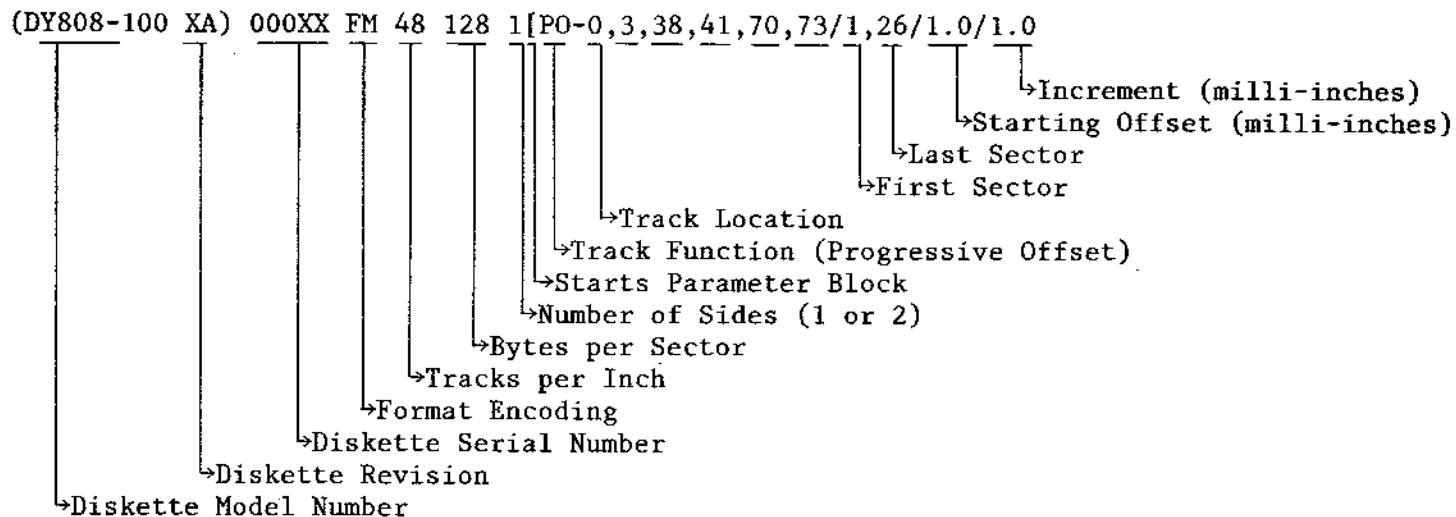 (DY808-100 XA) 000XX FM 48 128 1[PO-0,3,38,41,70,73/1,26/1.0/1.0
Increment (milli-inches)
Starting Offset (milli-inches)
Last Sector
First Sector
Track Location
Track Function (Progressive Offset)
Starts Parameter Block
Number of Sides (1 or 2)
Bytes per Sector
Tracks per Inch
Format Encoding
Diskette Serial Number
Diskette Revision
Diskette Model Number